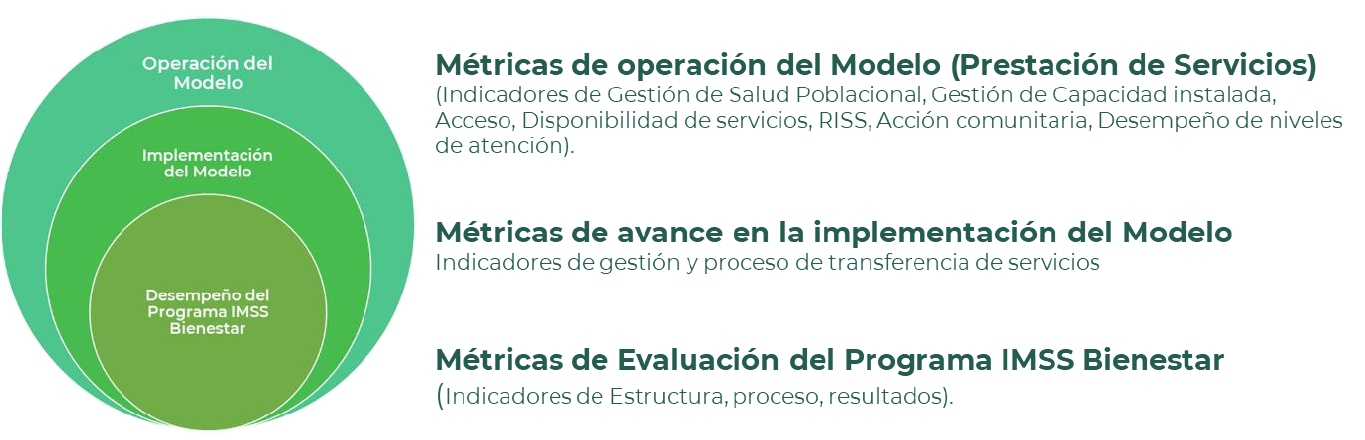 Operación del
Modelo
Implementación
del Modelo
Desempeño del
Programa IMSS
Bienestar
Métricas de operación del Modelo (Prestación de Servicios)
(Indicadores de Gestión de Salud Poblacional, Gestión de Capacidad instalada,
Acceso, Disponibilidad de servicios, RISS, Acción comunitaria, Desempeño de niveles
de atención).
Métricas de avance en la implementación del Modelo
Indicadores de gestión y proceso de transferencia de servicios
Métricas de Evaluación del Programa IMSS Bienestar
(Indicadores de Estructura, proceso, resultados).